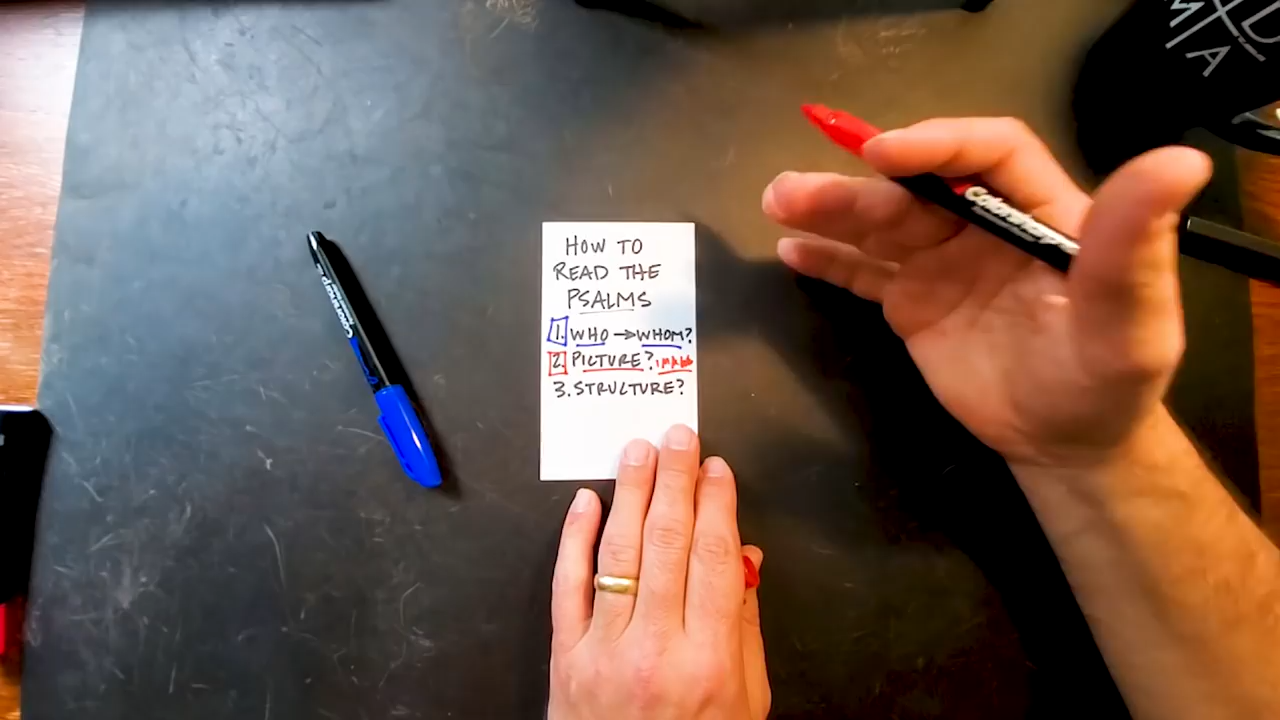 HOW TO
READ THE
PSALMS
1. WHO → WHOM?
2. PICTURE?
3. STRUCTURE?